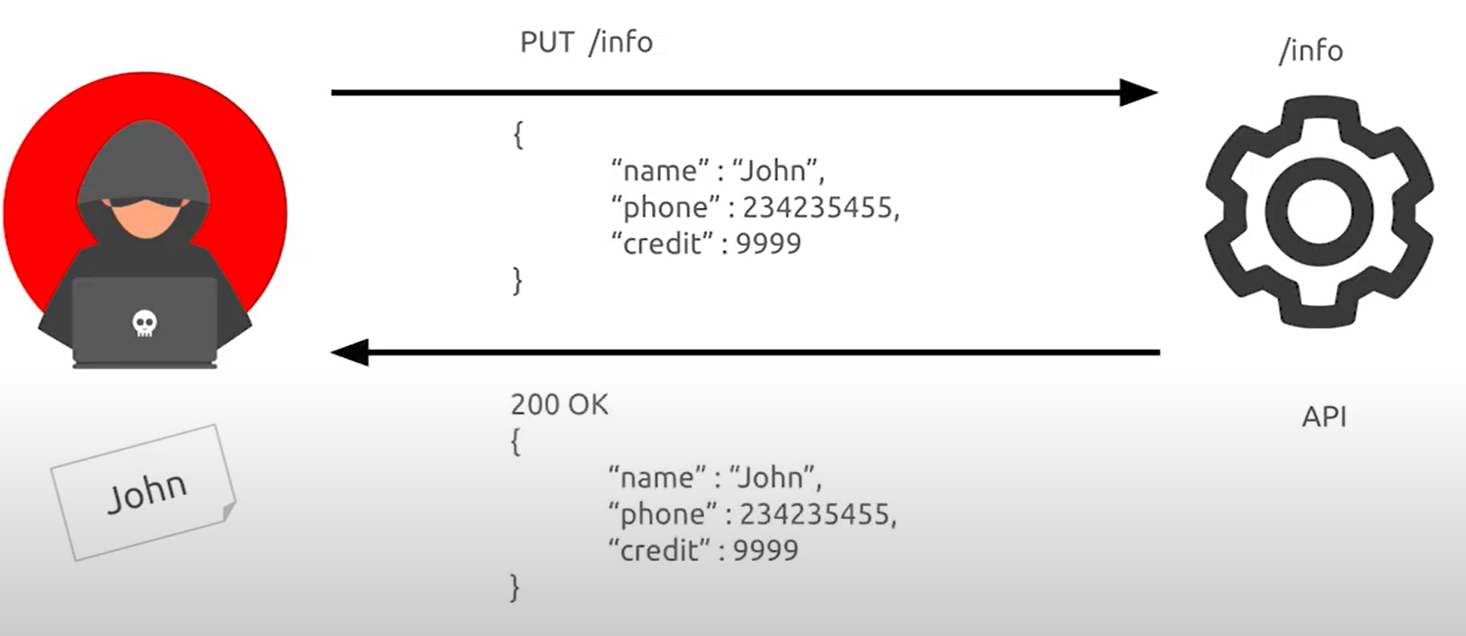 PUT /info
/info
{
“name” : “John”,
“phone” : 234235455,
“credit” : 9999
}
200 OK
{
“name” : “John”,
“phone” : 234235455,
“credit” : 9999
}
API
John